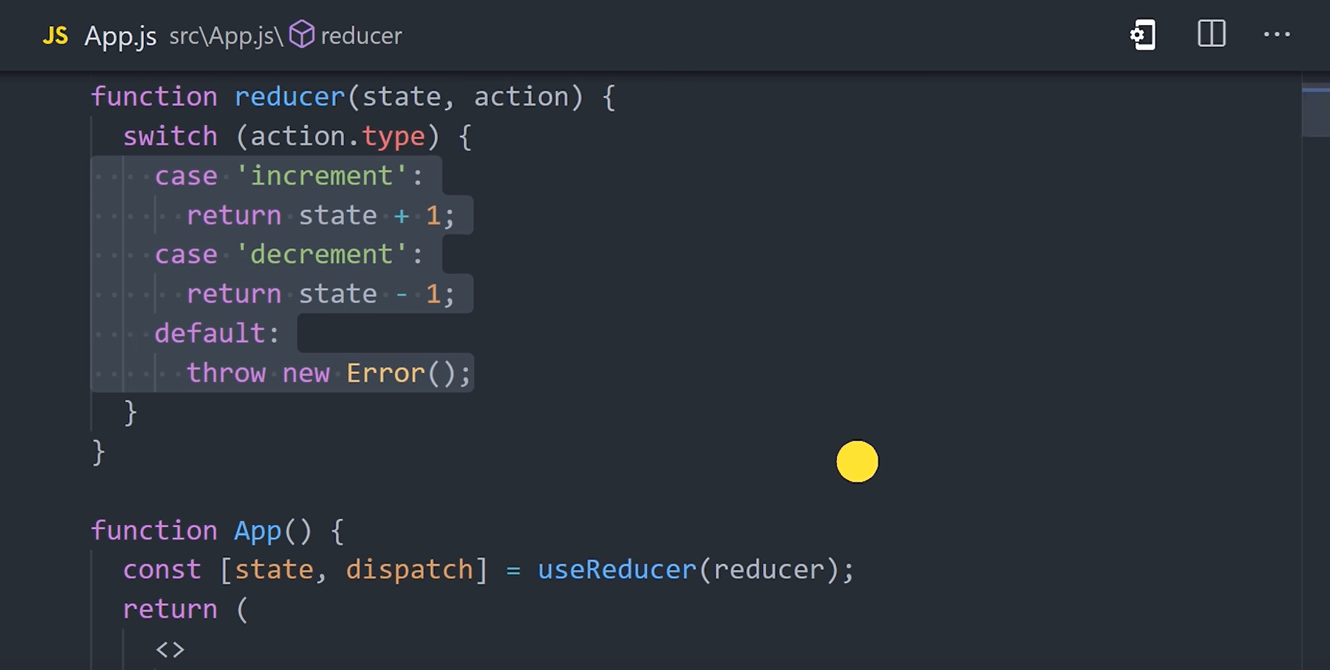 JS App.js src\App.js\ reducer
function reducer(state, action) {
  switch (action.type) {
    case 'increment':
      return state + 1;
    case 'decrement':
      return state - 1;
    default:
      throw new Error();
  }
}
function App() {
  const [state, dispatch] = useReducer(reducer);
  return (
    <>